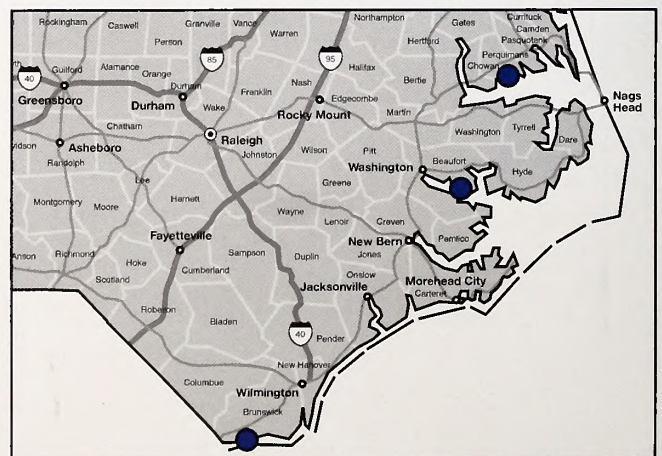 Rockingham
Caswell
Person
Granville
Vance
Warren
Northampton
Gates
Currituck
Camden
Pasquotank
Perquimans
Chowan
Hertford
Halifax
Bertie
85
95
40
Guilford
Greensboro
Alamance
Orange
Durham
Durham
Wake
Franklin
Nash
Edgecombe
Rocky Mount
Martin
Washington
Tyrrell
Dare
Nags
Head
Chatham
Raleigh
Johnston
Wilson
Pitt
Washington
Beaufort
Hyde
Asheboro
Randolph
Lee
Harnett
Greene
Wayne
Lenoir
Craven
Montgomery
Moore
Fayetteville
Cumberland
Sampson
Duplin
New Bern
Jones
Pamlico
Richmond
Hoke
Scotland
Onslow
Jacksonville
Morehead City
Carteret
Robeson
Bladen
40
Pender
New Hanover
Columbus
Wilmington
Brunswick